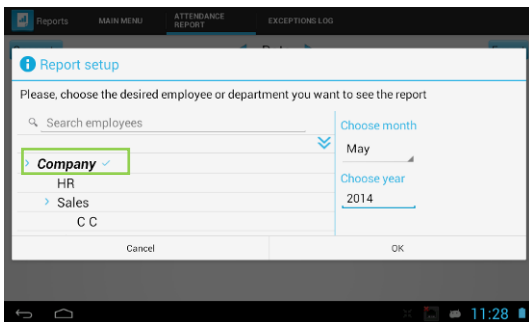 Reports MAIN MENU ATTENDANCE REPORT EXCEPTIONS LOG
Report setup
Please, choose the desired employee or department you want to see the report
Search employees
Choose month
May
Company
HR
Choose year
Sales
2014
C C
Cancel OK
11:28